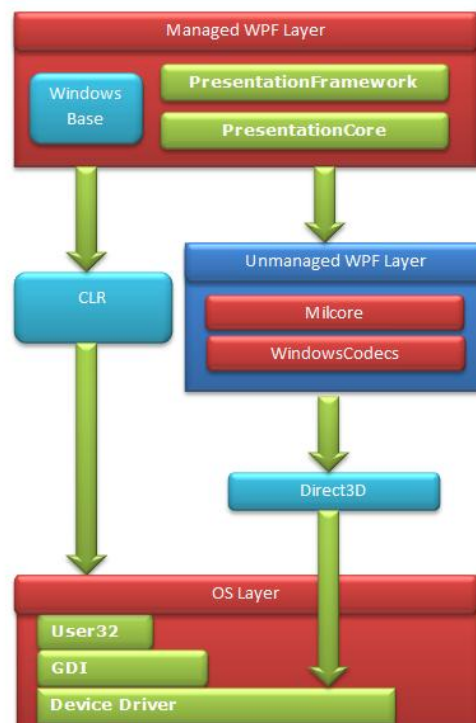 Managed WPF Layer
Windows
Base
PresentationFramework
PresentationCore
Unmanaged WPF Layer
CLR
Milcore
WindowsCodecs
Direct3D
OS Layer
User32
GDI
Device Driver